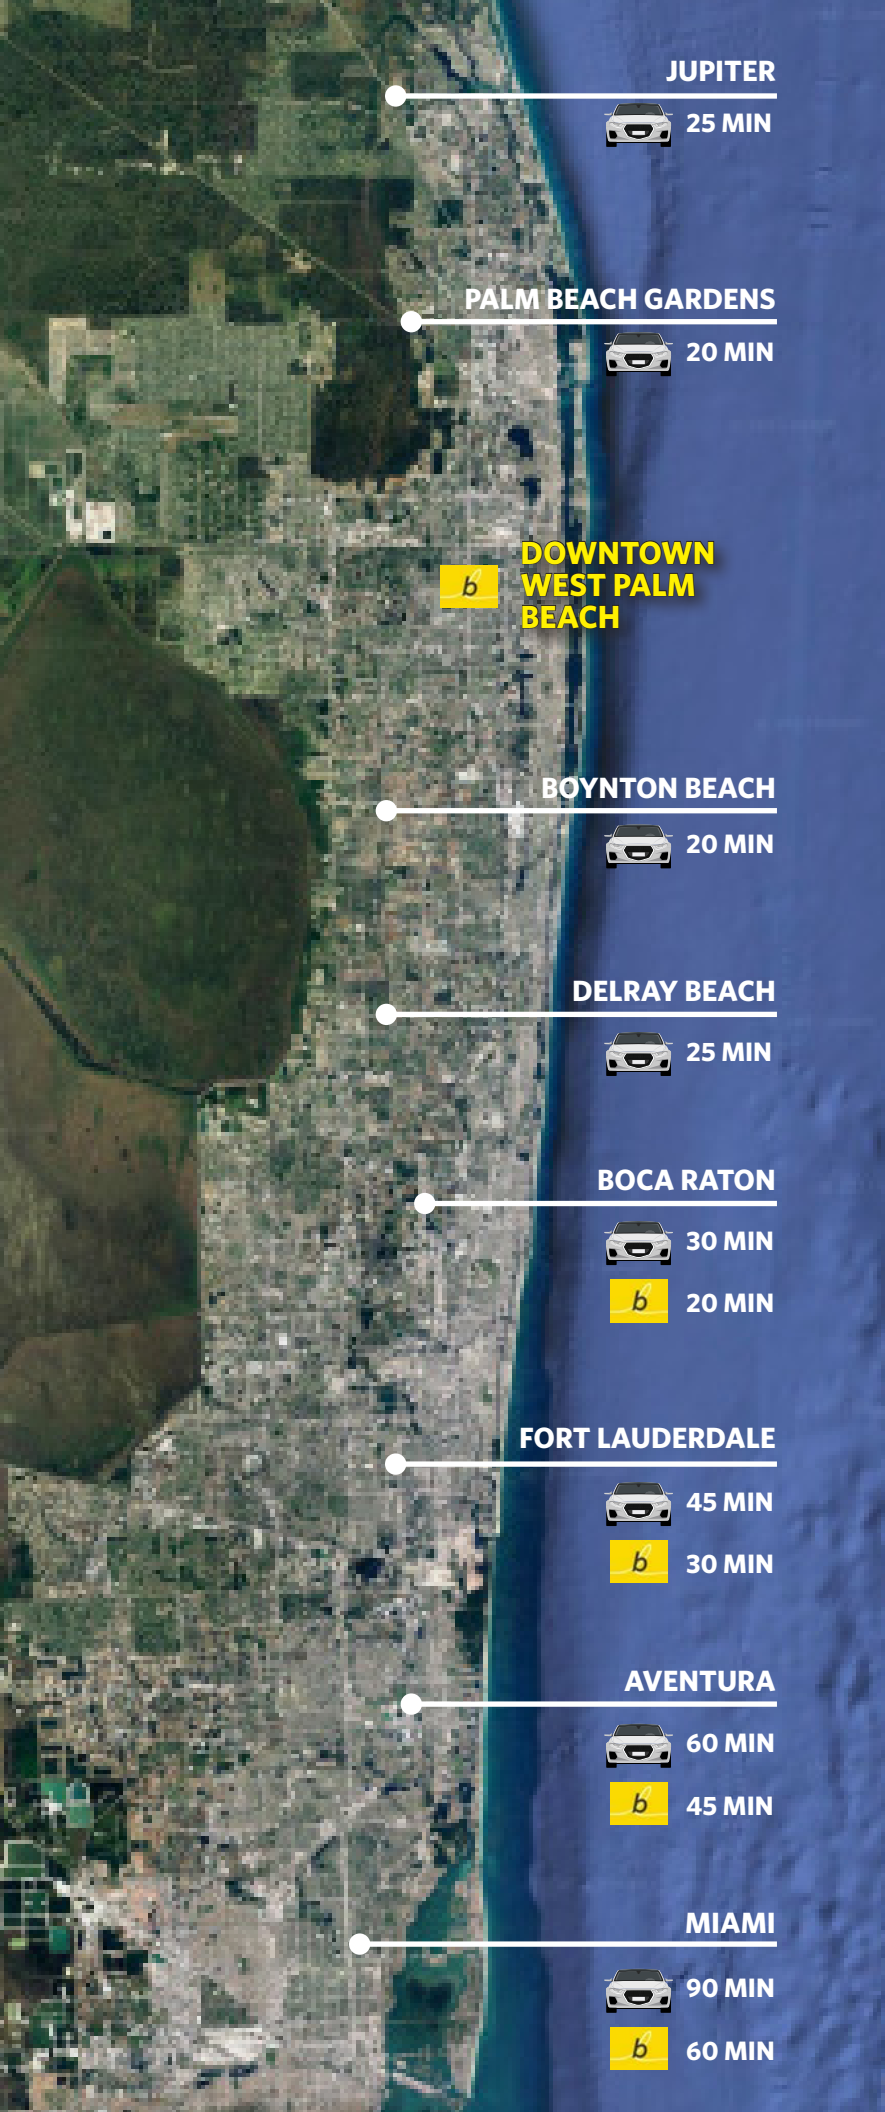 JUPITER
25 MIN
PALM BEACH GARDENS
20 MIN
b
DOWNTOWN
WEST PALM
BEACH
BOYNTON BEACH
20 MIN
DELRAY BEACH
25 MIN
BOCA RATON
30 MIN
b
20 MIN
FORT LAUDERDALE
45 MIN
b
30 MIN
AVENTURA
60 MIN
b
45 MIN
MIAMI
90 MIN
b
60 MIN